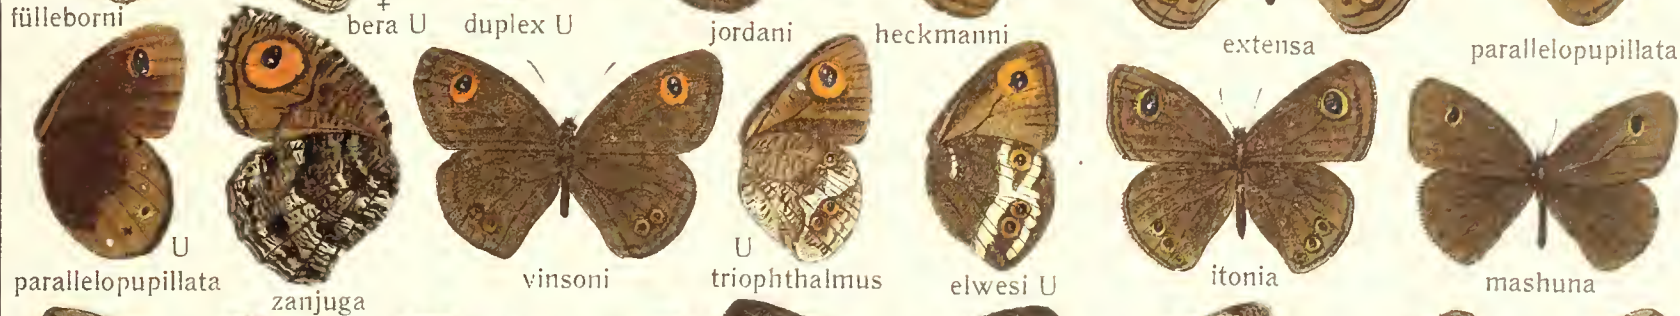 fülleborni
♀
bera U
duplex U
jordani
heckmanni
extensa
parallelopupillata
U
parallelopupillata
zanjuga
vinsoni
U
triophthalmus
elwesi U
itonia
mashuna